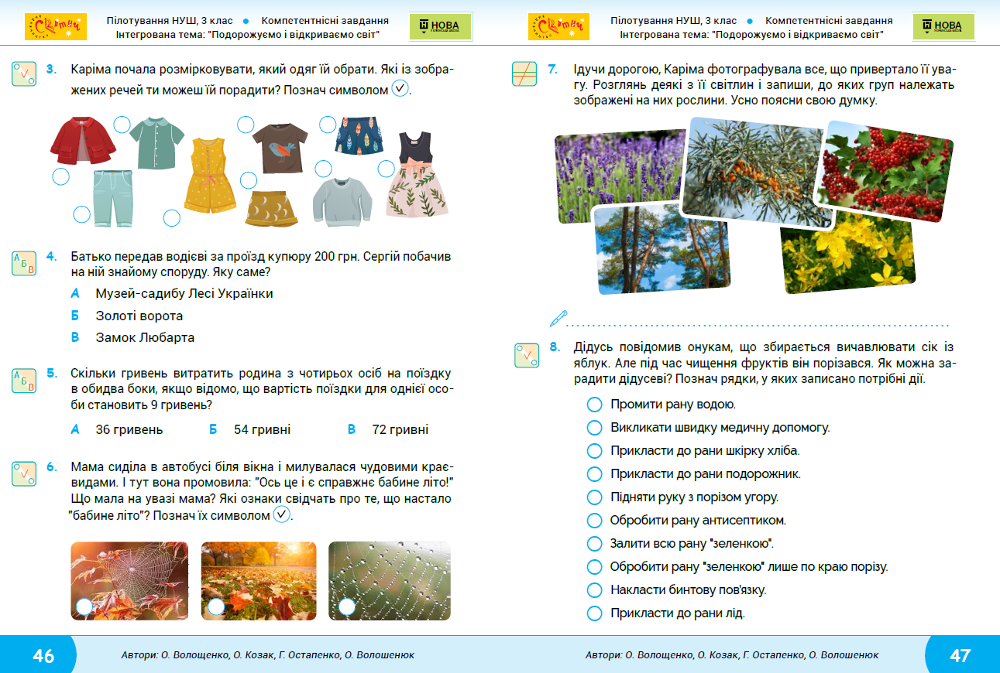 Пілотування НУШ, 3 клас • Компетентнісні завдання
Інтегрована тема: "Подорожуємо і відкриваємо світ"
НОВА
3. Каріма почала розмірковувати, який одяг їй обрати. Які із зобра-
жених речей ти можеш їй порадити? Познач символом .
АБВ
4. Батько передав водієві за проїзд купюру 200 грн. Сергій побачив
на ній знайому споруду. Яку саме?
А Музей-садибу Лесі Українки
Б Золоті ворота
В Замок Любарта
АБВ
5. Скільки гривень витратить родина з чотирьох осіб на поїздку
в обидва боки, якщо відомо, що вартість поїздки для однієї осо-
би становить 9 гривень?
А 36 гривень Б 54 гривні В 72 гривні
6. Мама сиділа в автобусі біля вікна і милувалася чудовими крає-
видами. І тут вона промовила: "Ось це і є справжнє бабине літо!"
Що мала на увазі мама? Які ознаки свідчать про те, що настало
"бабине літо"? Познач їх символом .
46
Автори: О. Волощенко, О. Козак, Г. Остапенко, О. Волошенюк
Пілотування НУШ, 3 клас • Компетентнісні завдання
Інтегрована тема: "Подорожуємо і відкриваємо світ"
НОВА
7. Ідучи дорогою, Каріма фотографувала все, що привертало її ува-
гу. Розглянь деякі з її світлин і запиши, до яких груп належать
зображені на них рослини. Усно поясни свою думку.
8. Дідусь повідомив онукам, що збирається вичавлювати сік із
яблук. Але під час чищення фруктів він порізався. Як можна за-
радити дідусеві? Познач рядки, у яких записано потрібні дії.
Промити рану водою.
Викликати швидку медичну допомогу.
Прикласти до рани шкірку хліба.
Прикласти до рани подорожник.
Підняти руку з порізом угору.
Обробити рану антисептиком.
Залити всю рану "зеленкою".
Обробити рану "зеленкою" лише по краю порізу.
Накласти бинтову пов'язку.
Прикласти до рани лід.
Автори: О. Волощенко, О. Козак, Г. Остапенко, О. Волошенюк
47